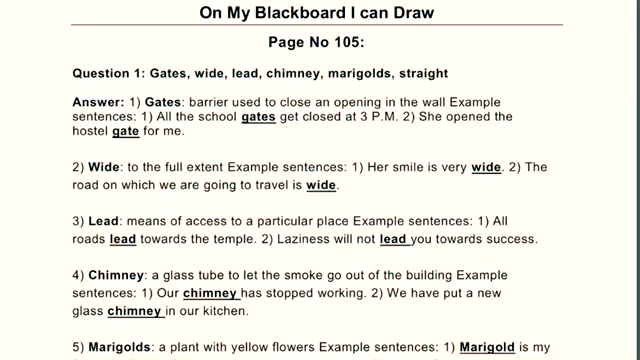 On My Blackboard I can Draw
Page No 105:
Question 1: Gates, wide, lead, chimney, marigolds, straight
Answer: 1) Gates: barrier used to close an opening in the wall Example
sentences: 1) All the school gates get closed at 3 P.M. 2) She opened the
hostel gate for me.
2) Wide: to the full extent Example sentences: 1) Her smile is very wide. 2) The
road on which we are going to travel is wide.
3) Lead: means of access to a particular place Example sentences: 1) All
roads lead towards the temple. 2) Laziness will not lead you towards success.
4) Chimney: a glass tube to let the smoke go out of the building Example
sentences: 1) Our chimney has stopped working. 2) We have put a new
glass chimney in our kitchen.
5) Marigolds: a plant with yellow flowers Example sentences: 1) Marigold is my